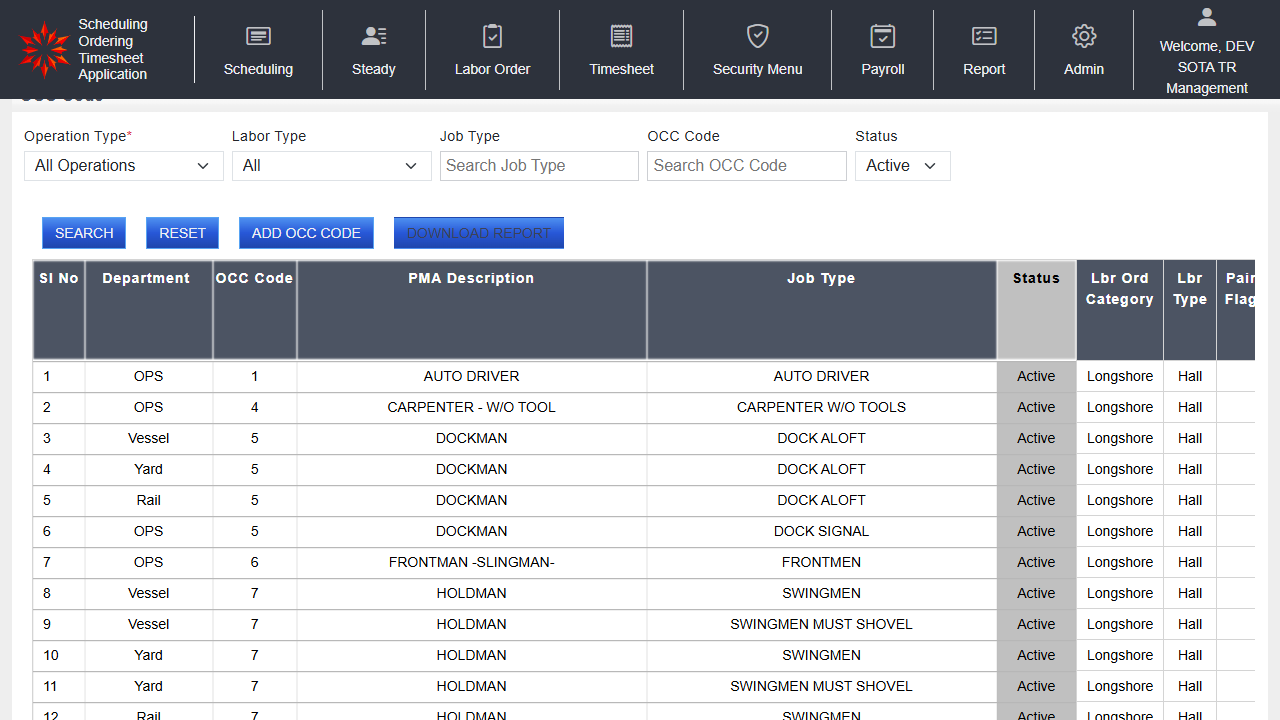 Scheduling
Ordering
Timesheet
Application
Scheduling
Steady
Labor Order
Timesheet
Security Menu
Payroll
Report
Admin
Welcome, DEV
SOTA TR
Management
Operation Type*
Labor Type
Job Type
OCC Code
Status
All Operations
All
Search Job Type
Search OCC Code
Active
SEARCH
RESET
ADD OCC CODE
DOWNLOAD REPORT
Sl No Department OCC Code PMA Description Job Type Status Lbr Ord Category Lbr Type Pair Flag
1 OPS 1 AUTO DRIVER AUTO DRIVER Active Longshore Hall
2 OPS 4 CARPENTER - W/O TOOL CARPENTER W/O TOOLS Active Longshore Hall
3 Vessel 5 DOCKMAN DOCK ALOFT Active Longshore Hall
4 Yard 5 DOCKMAN DOCK ALOFT Active Longshore Hall
5 Rail 5 DOCKMAN DOCK ALOFT Active Longshore Hall
6 OPS 5 DOCKMAN DOCK SIGNAL Active Longshore Hall
7 OPS 6 FRONTMAN -SLINGMAN- FRONTMEN Active Longshore Hall
8 Vessel 7 HOLDMAN SWINGMEN Active Longshore Hall
9 Vessel 7 HOLDMAN SWINGMEN MUST SHOVEL Active Longshore Hall
10 Yard 7 HOLDMAN SWINGMEN Active Longshore Hall
11 Yard 7 HOLDMAN SWINGMEN MUST SHOVEL Active Longshore Hall
12 Rail 7 HOLDMAN SWINGMEN Active Longshore Hall